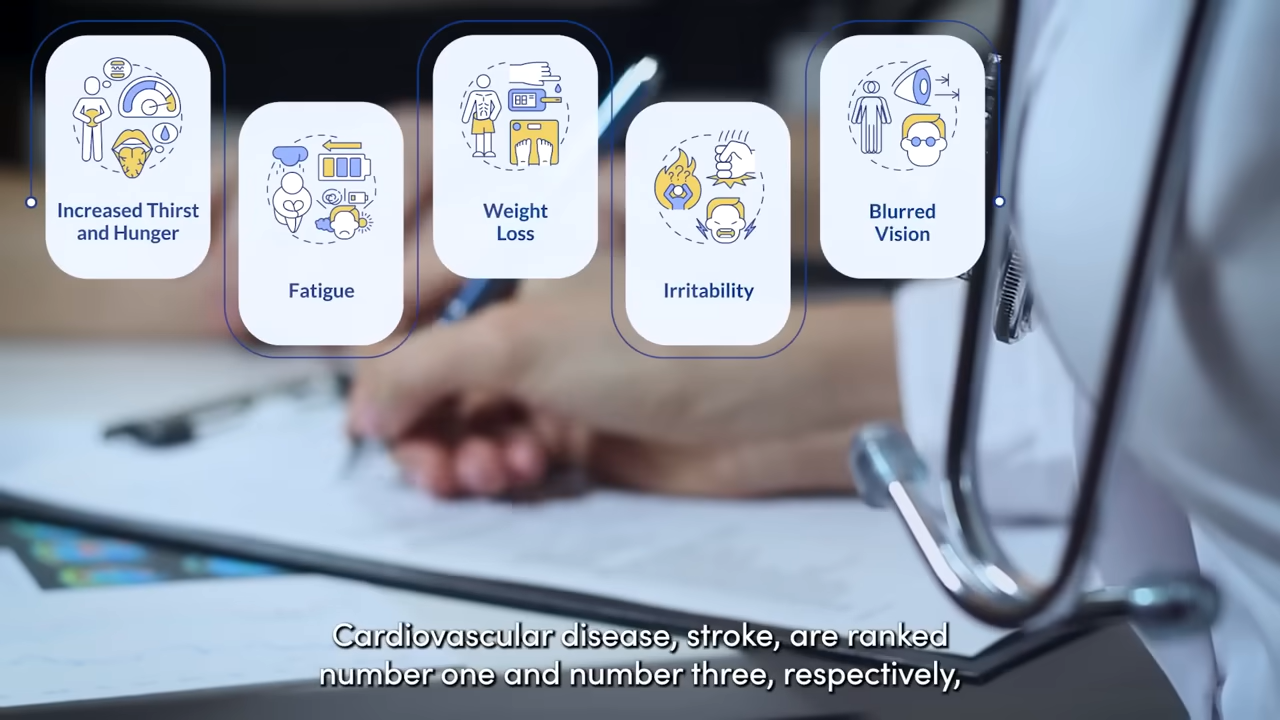 Increased Thirst
and Hunger
Fatigue
Weight
Loss
Irritability
Blurred
Vision
Cardiovascular disease, stroke, are ranked
number one and number three, respectively,